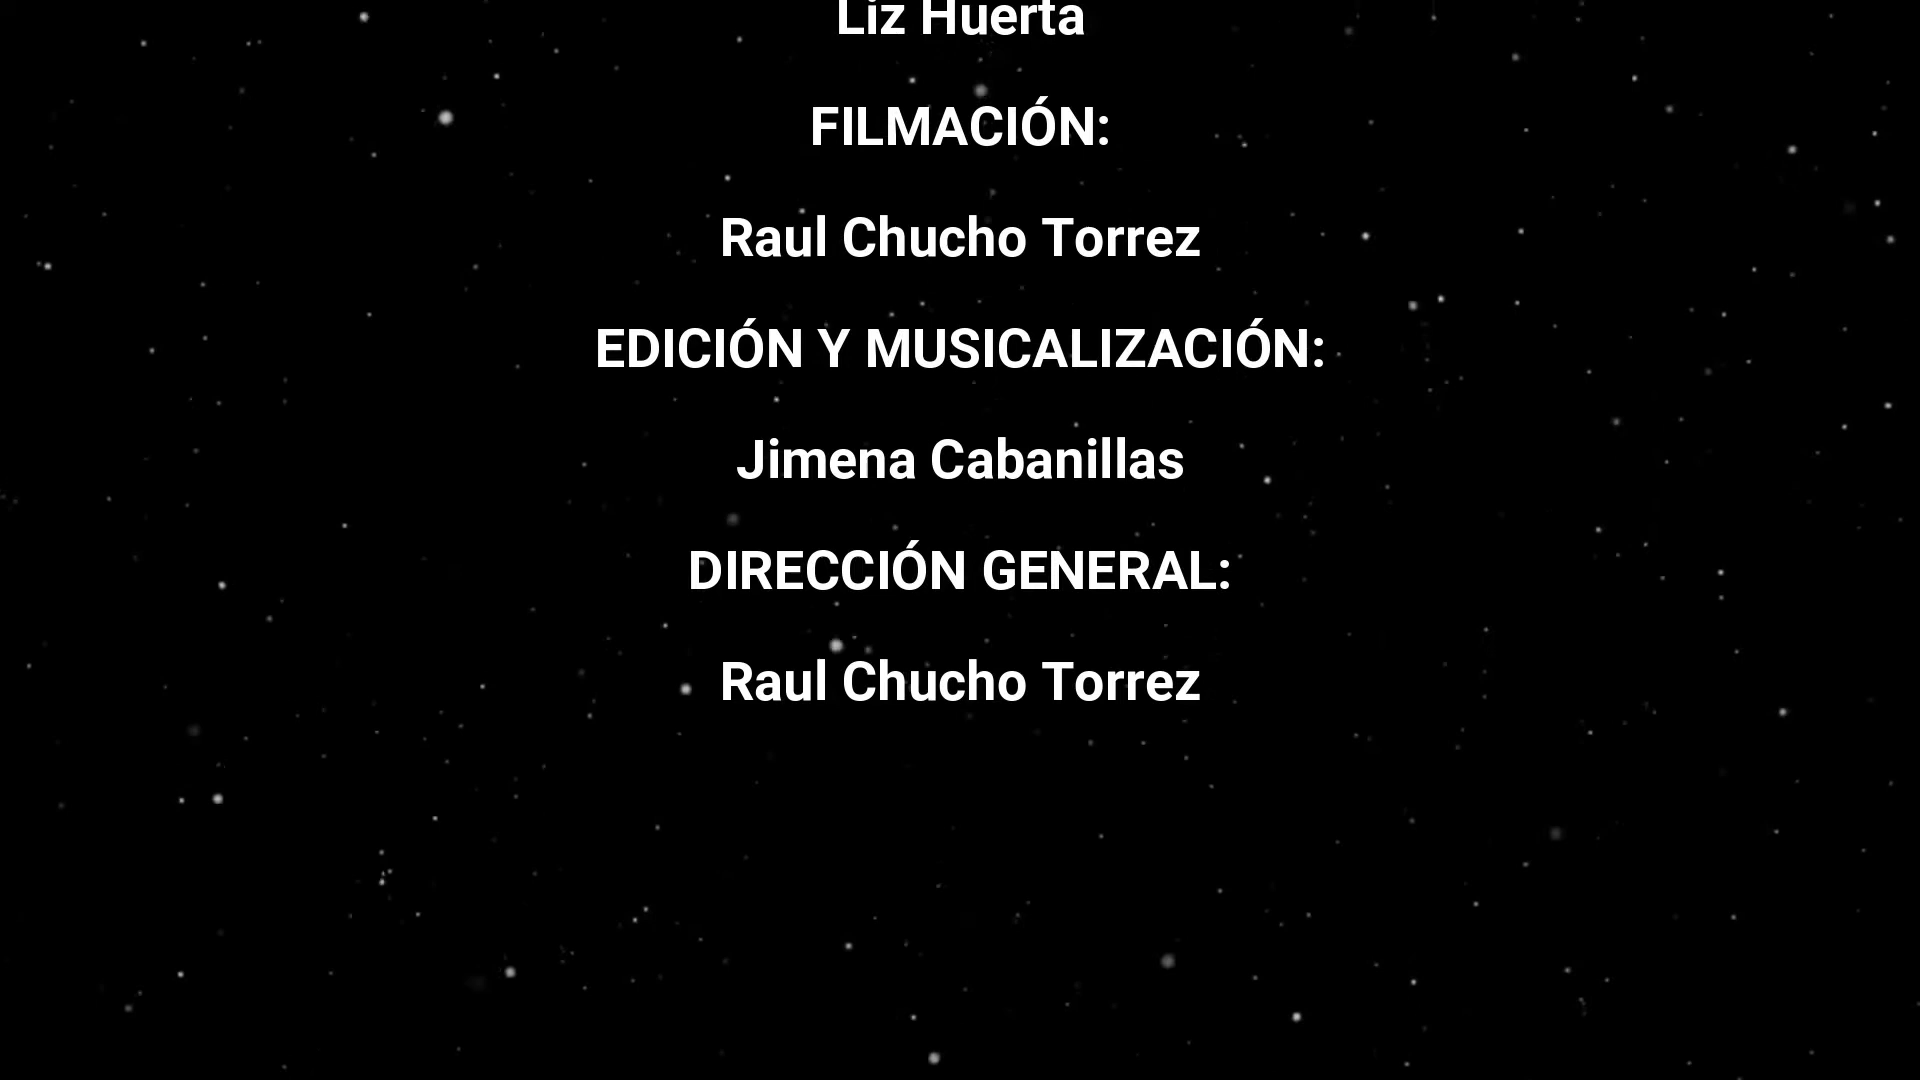 Liz Huerta
FILMACIÓN:
Raul Chucho Torrez
EDICIÓN Y MUSICALIZACIÓN:
Jimena Cabanillas
DIRECCIÓN GENERAL:
Raul Chucho Torrez